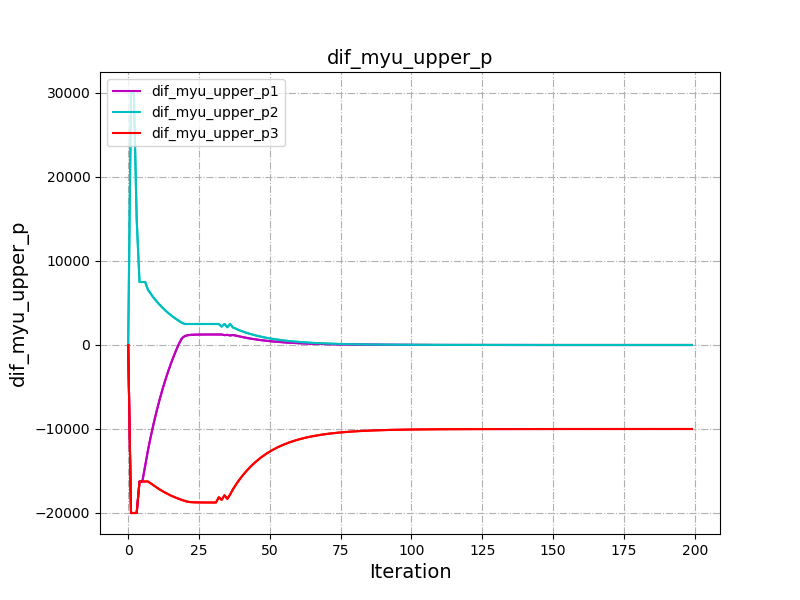 dif_myu_upper_p
30000
20000
10000
0
−10000
−20000
dif_myu_upper_p
dif_myu_upper_p1
dif_myu_upper_p2
dif_myu_upper_p3
0 25 50 75 100 125 150 175 200
Iteration